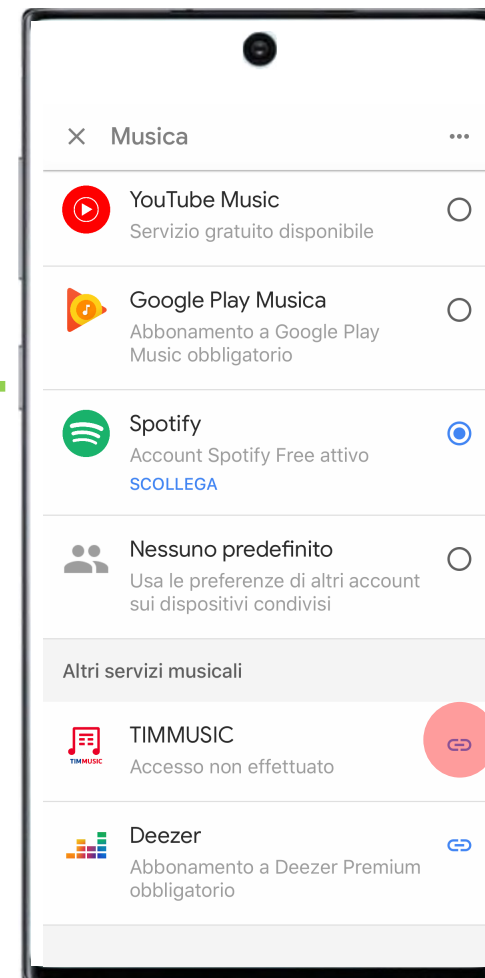 Musica
YouTube Music
Servizio gratuito disponibile
Google Play Musica
Abbonamento a Google Play
Music obbligatorio
Spotify
Account Spotify Free attivo
SCOLLEGA
Nessuno predefinito
Usa le preferenze di altri account
sui dispositivi condivisi
Altri servizi musicali
TIMMUSIC
TIMMUSIC
Accesso non effettuato
Deezer
Abbonamento a Deezer Premium
obbligatorio